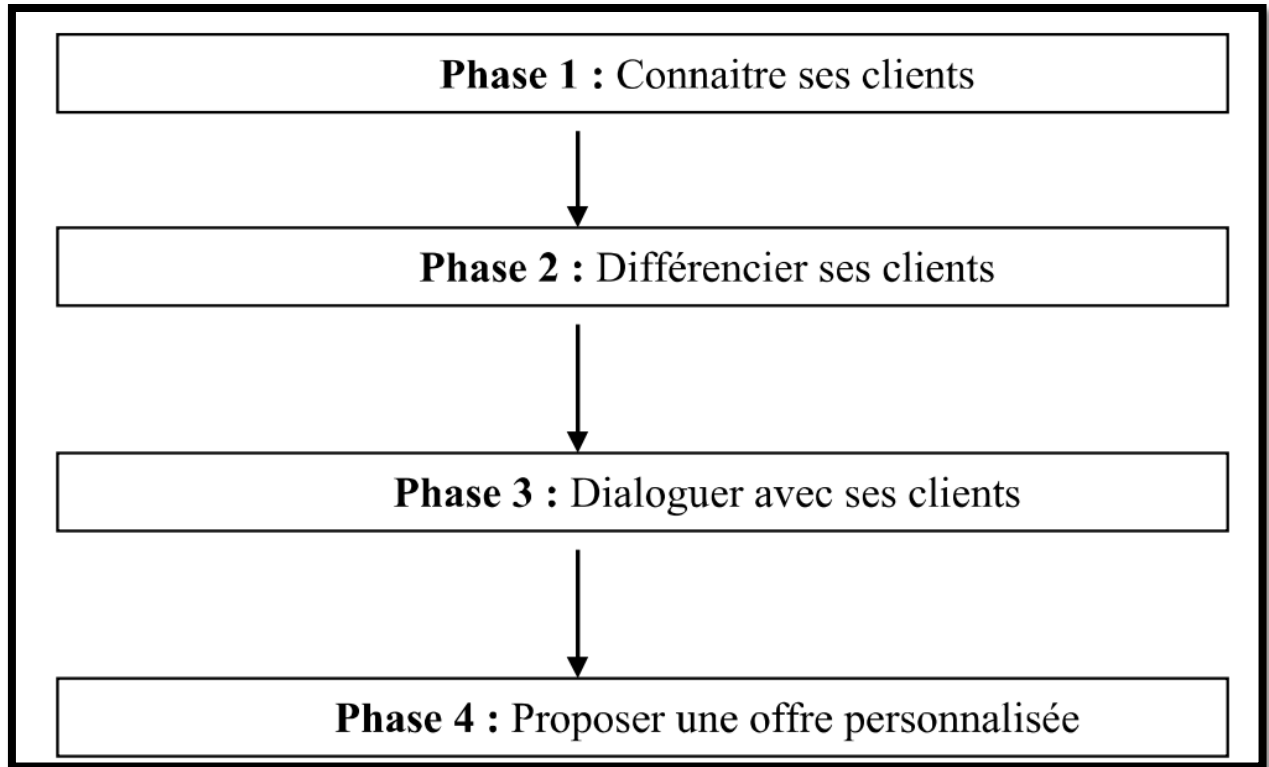 Phase 1 : Connaitre ses clients
Phase 2 : Différencier ses clients
Phase 3 : Dialoguer avec ses clients
Phase 4 : Proposer une offre personnalisée